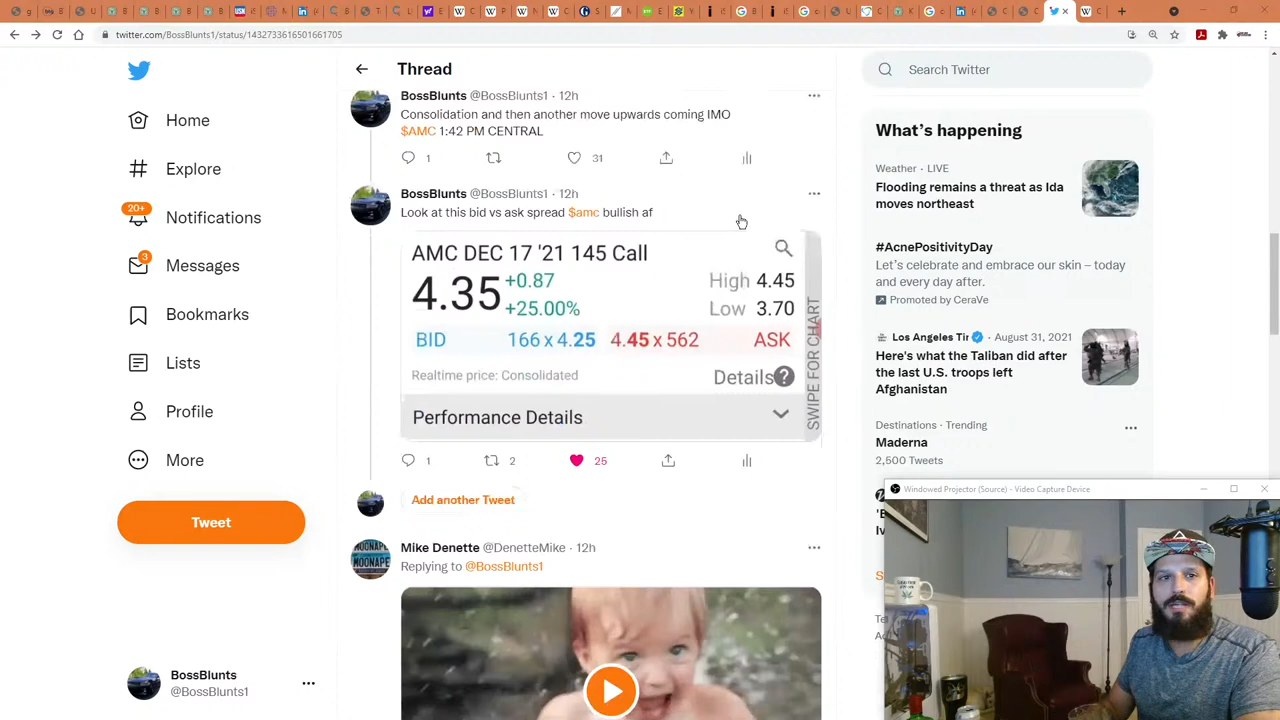 twitter.com/BossBlunts1/status/1432733616501661705
Home
Explore
20+
Notifications
3
Messages
Bookmarks
Lists
Profile
More
Tweet
BossBlunts
@BossBlunts1
Thread
BossBlunts @BossBlunts1 · 12h
Consolidation and then another move upwards coming IMO
$AMC 1:42 PM CENTRAL
1
31
BossBlunts @BossBlunts1 · 12h
Look at this bid vs ask spread $amc bullish af
AMC DEC 17 '21 145 Call
4.35
+0.87
+25.00%
High 4.45
Low 3.70
BID 166 x 4.25 4.45 x 562 ASK
Realtime price: Consolidated
Details?
Performance Details
SWIPE FOR CHART
1
2
25
Add another Tweet
Mike Denette @DenetteMike · 12h
Replying to @BossBlunts1
Search Twitter
What's happening
Weather · LIVE
Flooding remains a threat as Ida
moves northeast
#AcnePositivityDay
Let's celebrate and embrace our skin – today
and every day after.
Promoted by CeraVe
Los Angeles Tir · August 31, 2021
Here's what the Taliban did after
the last U.S. troops left
Afghanistan
Destinations · Trending
Maderna
2,500 Tweets
Windowed Projector (Source) - Video Capture Device